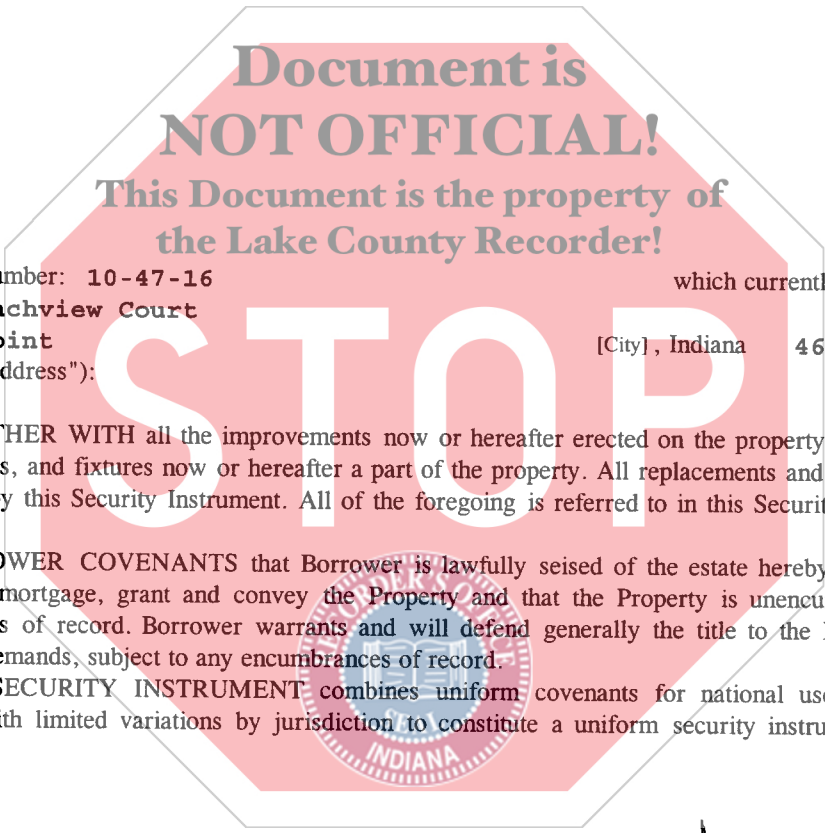 Document is
NOT OFFICIAL!
This Document is the property of
the Lake County Recorder!
umber: 10-47-16 which currentl
chview Court
oint [City], Indiana 46
ddress"):
STOP
THER WITH all the improvements now or hereafter erected on the property
s, and fixtures now or hereafter a part of the property. All replacements and
y this Security Instrument. All of the foregoing is referred to in this Securit
OWER COVENANTS that Borrower is lawfully seised of the estate hereby
mortgage, grant and convey the Property and that the Property is unencu
s of record. Borrower warrants and will defend generally the title to the
emands, subject to any encumbrances of record.
SECURITY INSTRUMENT combines uniform covenants for national use
ith limited variations by jurisdiction to constitute a uniform security instru
RECORDER'S OFFICE
SEAL
INDIANA